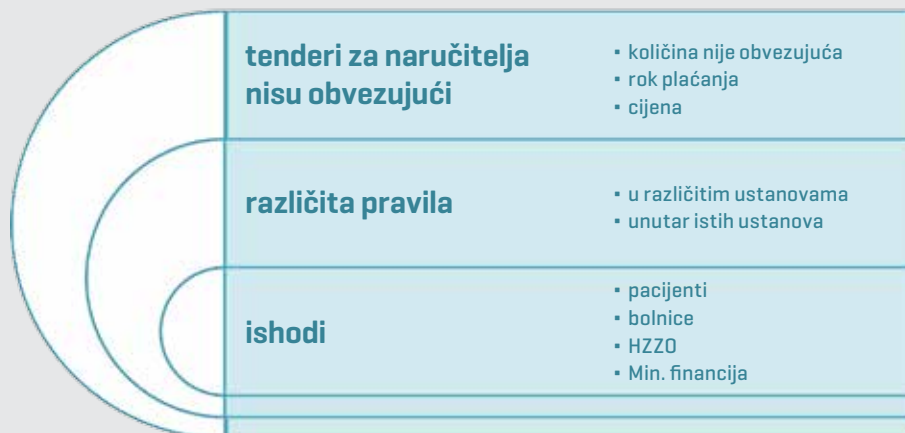 tenderi za naručitelja
nisu obvezujući
▪ količina nije obvezujuća
▪ rok plaćanja
▪ cijena
različita pravila
▪ u različitim ustanovama
▪ unutar istih ustanova
ishodi
▪ pacijenti
▪ bolnice
▪ HZZO
▪ Min. financija